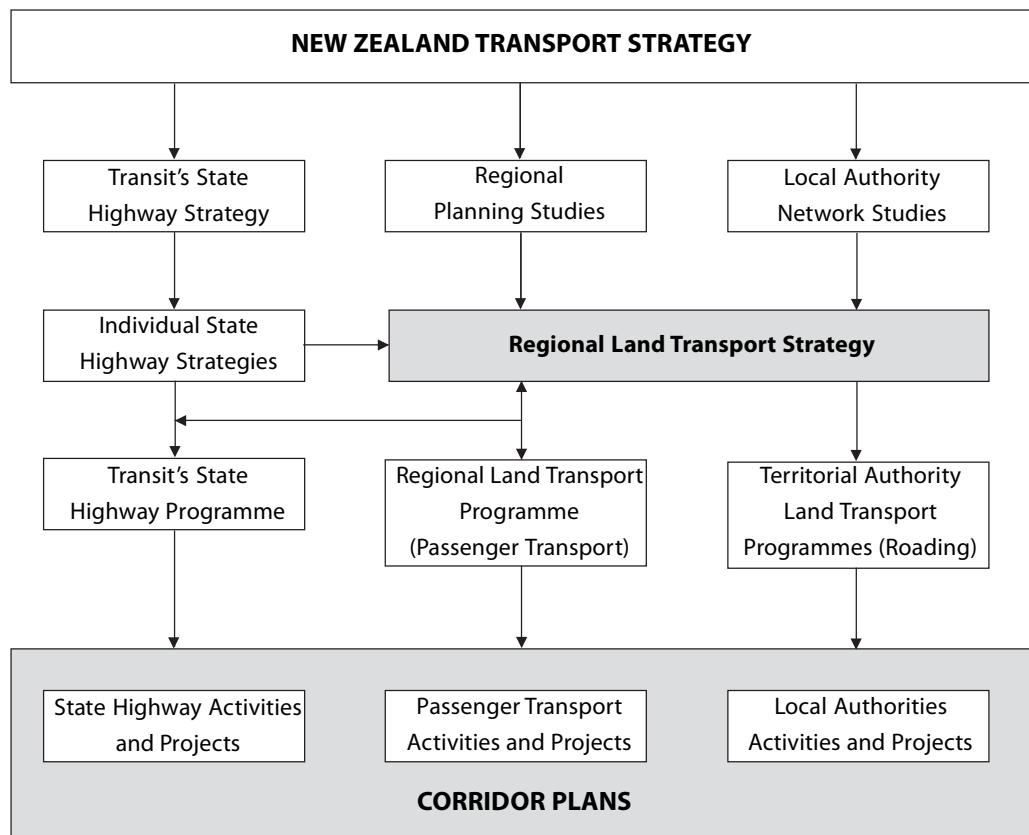 NEW ZEALAND TRANSPORT STRATEGY
Transit's State
Highway Strategy
Regional
Planning Studies
Local Authority
Network Studies
Individual State
Highway Strategies
Regional Land Transport Strategy
Transit's State
Highway Programme
Regional Land Transport
Programme
(Passenger Transport)
Territorial Authority
Land Transport
Programmes (Roading)
State Highway Activities
and Projects
Passenger Transport
Activities and Projects
Local Authorities
Activities and Projects
CORRIDOR PLANS